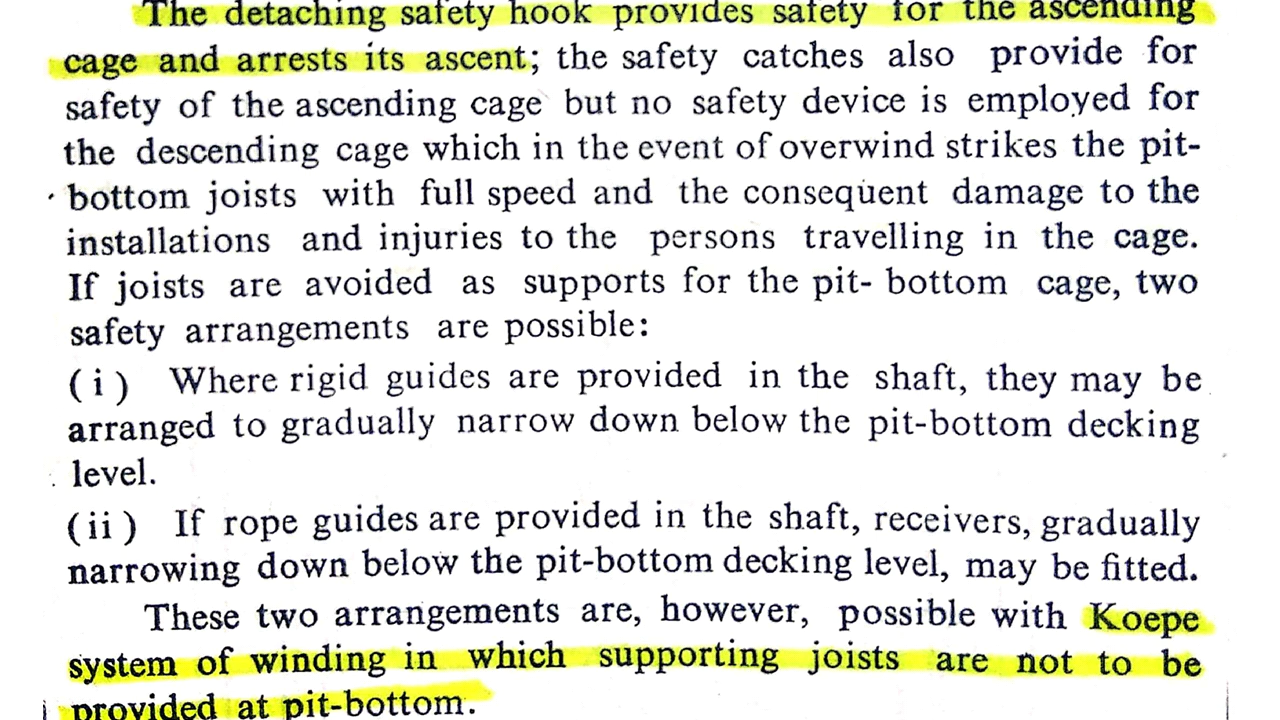 The detaching safety hook provides safety for the ascending
cage and arrests its ascent; the safety catches also provide for
safety of the ascending cage but no safety device is employed for
the descending cage which in the event of overwind strikes the pit-
bottom joists with full speed and the consequent damage to the
installations and injuries to the persons travelling in the cage.
If joists are avoided as supports for the pit- bottom cage, two
safety arrangements are possible:
(i) Where rigid guides are provided in the shaft, they may be
arranged to gradually narrow down below the pit-bottom decking
level.
(ii) If rope guides are provided in the shaft, receivers, gradually
narrowing down below the pit-bottom decking level, may be fitted.
These two arrangements are, however, possible with Koepe
system of winding in which supporting joists are not to be
provided at pit-bottom.